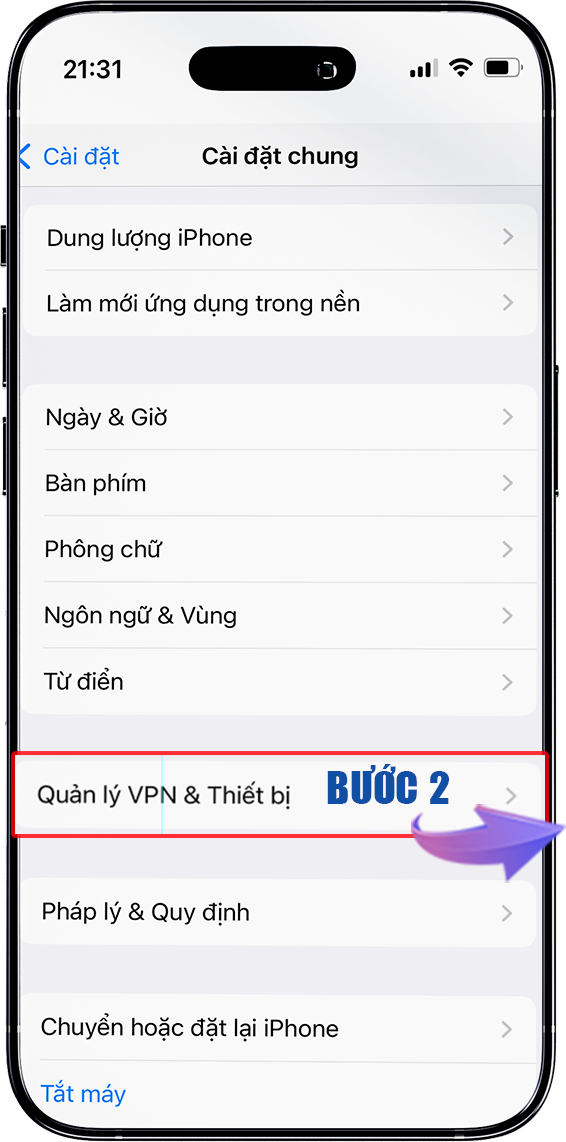 21:31
Cài đặt
Cài đặt chung
Dung lượng iPhone
Làm mới ứng dụng trong nền
Ngày & Giờ
Bàn phím
Phông chữ
Ngôn ngữ & Vùng
Từ điển
Quản lý VPN & Thiết bị
BƯỚC 2
Pháp lý & Quy định
Chuyển hoặc đặt lại iPhone
Tắt máy